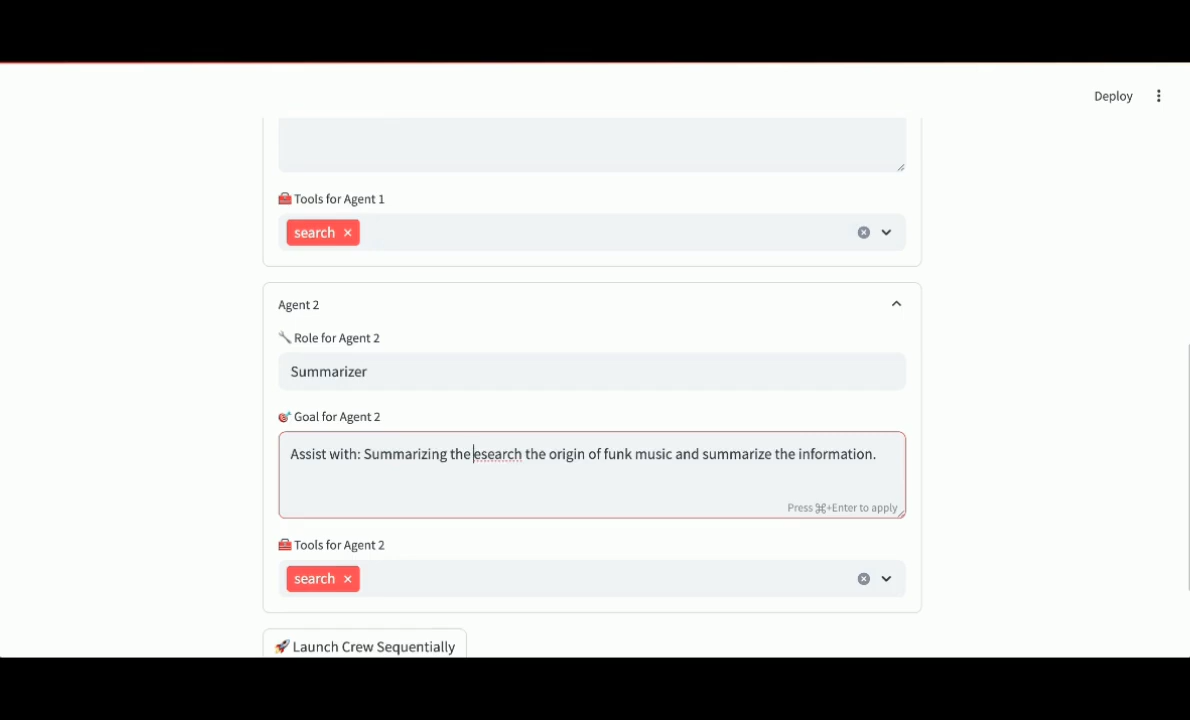 Deploy
Tools for Agent 1
search ×
Agent 2
Role for Agent 2
Summarizer
Goal for Agent 2
Assist with: Summarizing the esearch the origin of funk music and summarize the information.
Press ⌘+Enter to apply
Tools for Agent 2
search ×
Launch Crew Sequentially